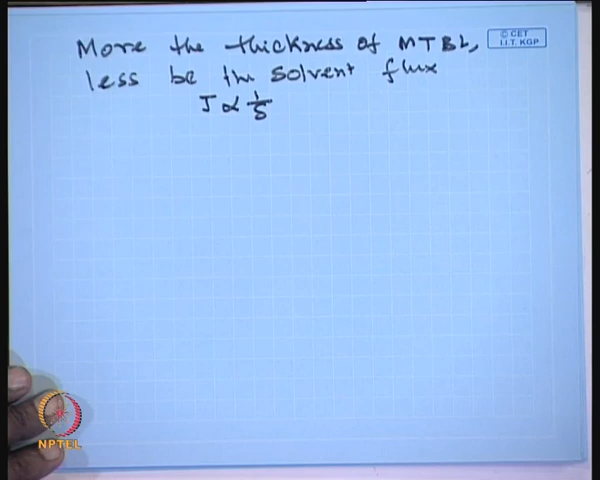 More the thickness of MTBL,
less be the solvent flux
J ∝ 1/δ
© CET
I.I.T. KGP
NPTEL